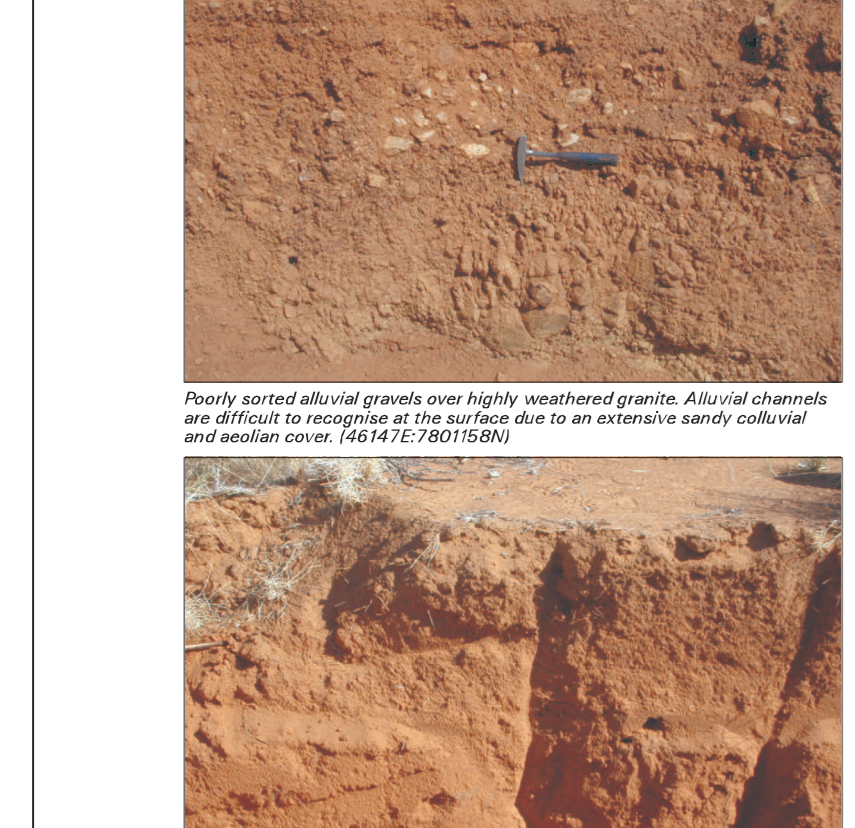 Poorly sorted alluvial gravels over highly weathered granite. Alluvial channels
are difficult to recognise at the surface due to an extensive sandy colluvial
and aeolian cover. (46147E:7801158N)